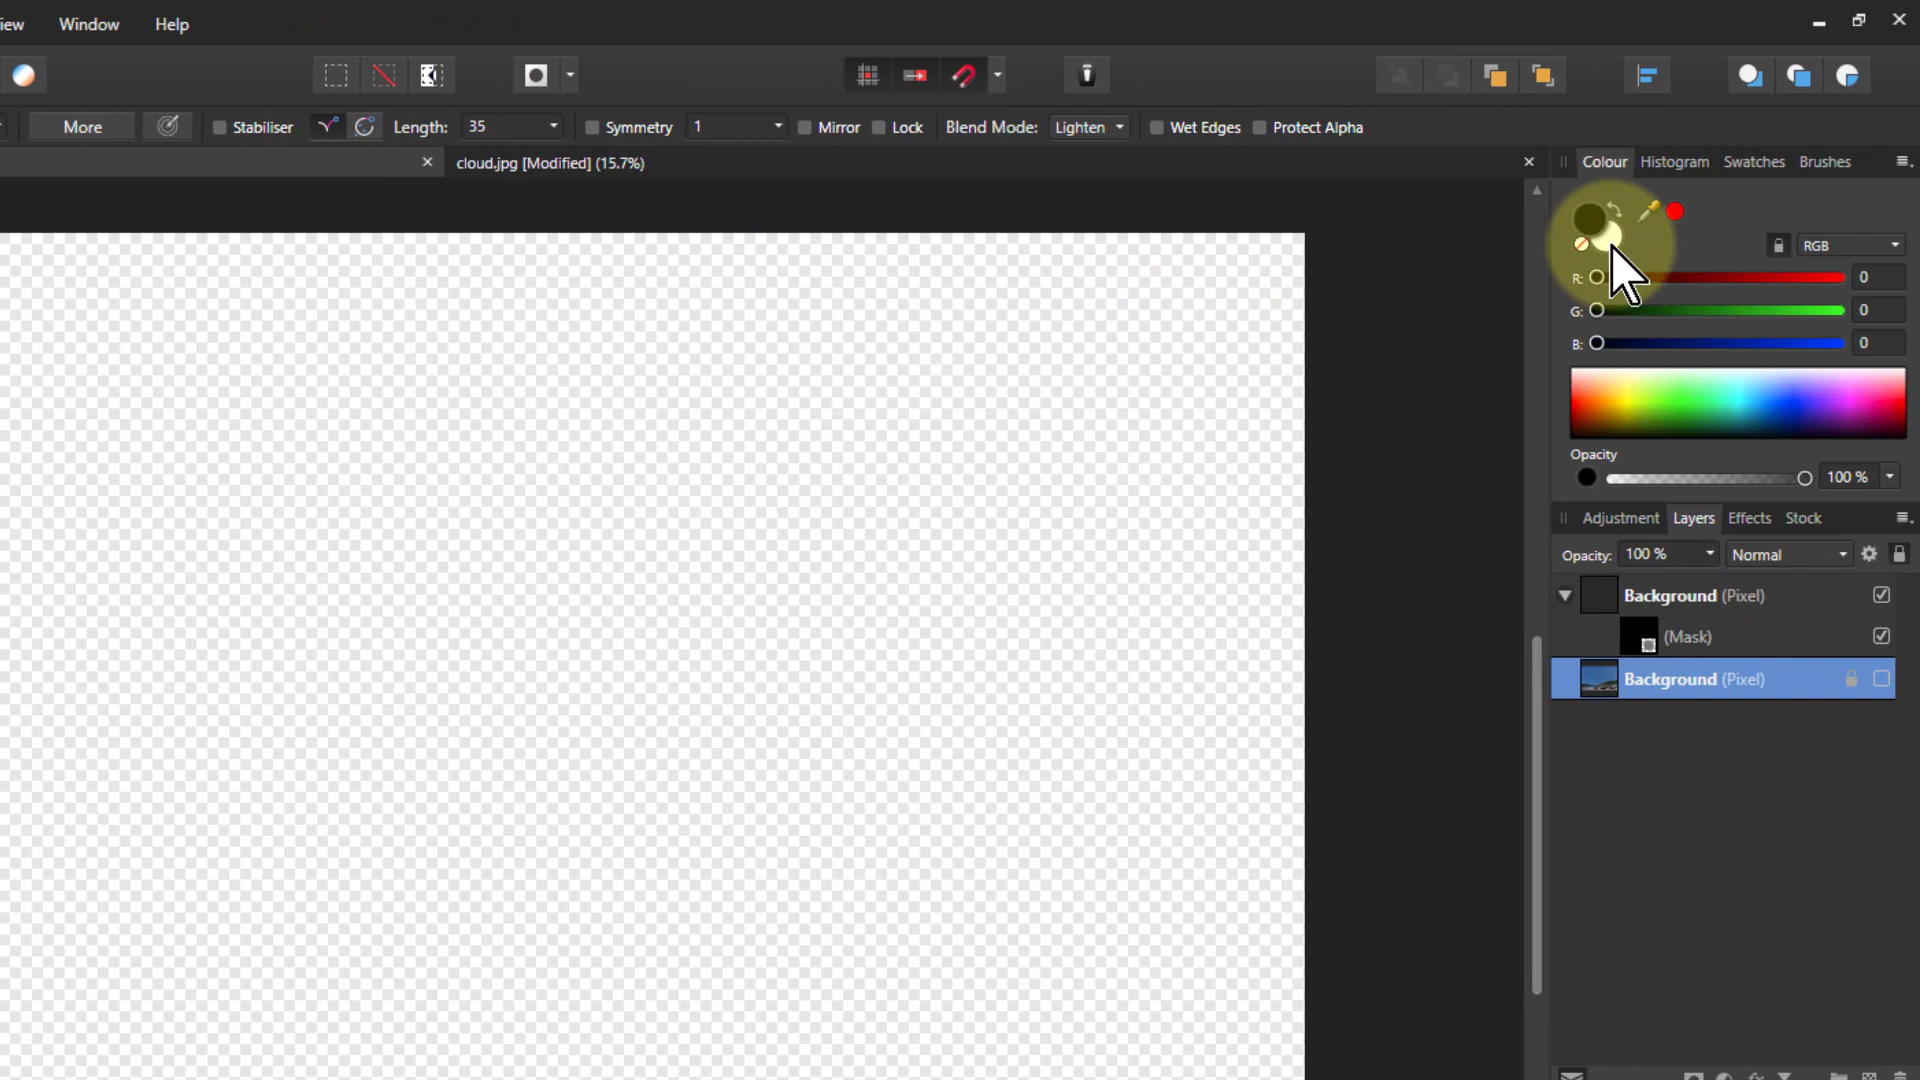 iew Window Help
More Stabiliser Length: 35 Symmetry 1 Mirror Lock Blend Mode: Lighten Wet Edges Protect Alpha
cloud.jpg [Modified] (15.7%)
Colour Histogram Swatches Brushes
RGB
R: 0
G: 0
B: 0
Opacity
100 %
Adjustment Layers Effects Stock
Opacity: 100 % Normal
Background (Pixel)
(Mask)
Background (Pixel)